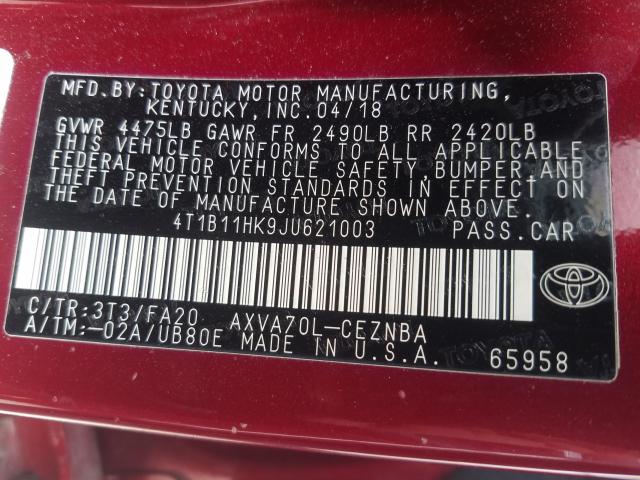 MFD.BY:TOYOTA MOTOR MANUFACTURING,
KENTUCKY, INC.04/18
GVWR 4475LB GAWR FR 2490LB RR 2420LB
THIS VEHICLE CONFORMS TO ALL APPLICABLE
FEDERAL MOTOR VEHICLE SAFETY, BUMPER, AND
THEFT PREVENTION STANDARDS IN EFFECT ON
THE DATE OF MANUFACTURE SHOWN ABOVE.
4T1B11HK9JU621003 PASS.CAR
C/TR:3T3/FA20 AXVA70L-CEZNBA
A/TM:-02A/UB80E MADE IN U.S.A.
65958